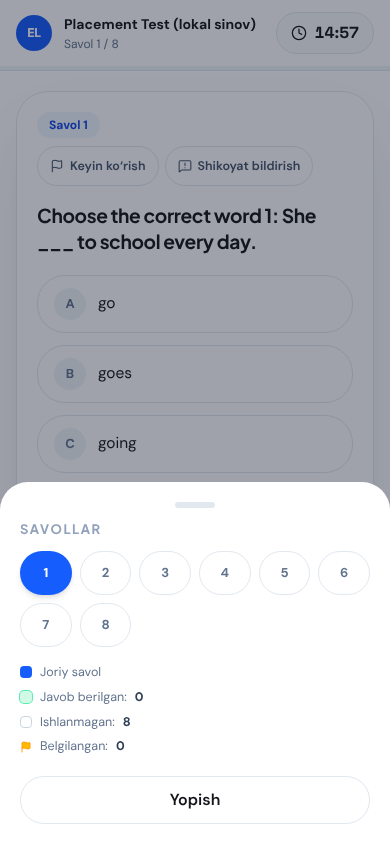 EL
Placement Test (lokal sinov)
Savol 1 / 8
14:57
Savol 1
Keyin ko‘rish
Shikoyat bildirish
Choose the correct word 1: She
___ to school every day.
A go
B goes
C going
SAVOLLAR
1 2 3 4 5 6
7 8
Joriy savol
Javob berilgan: 0
Ishlanmagan: 8
Belgilangan: 0
Yopish